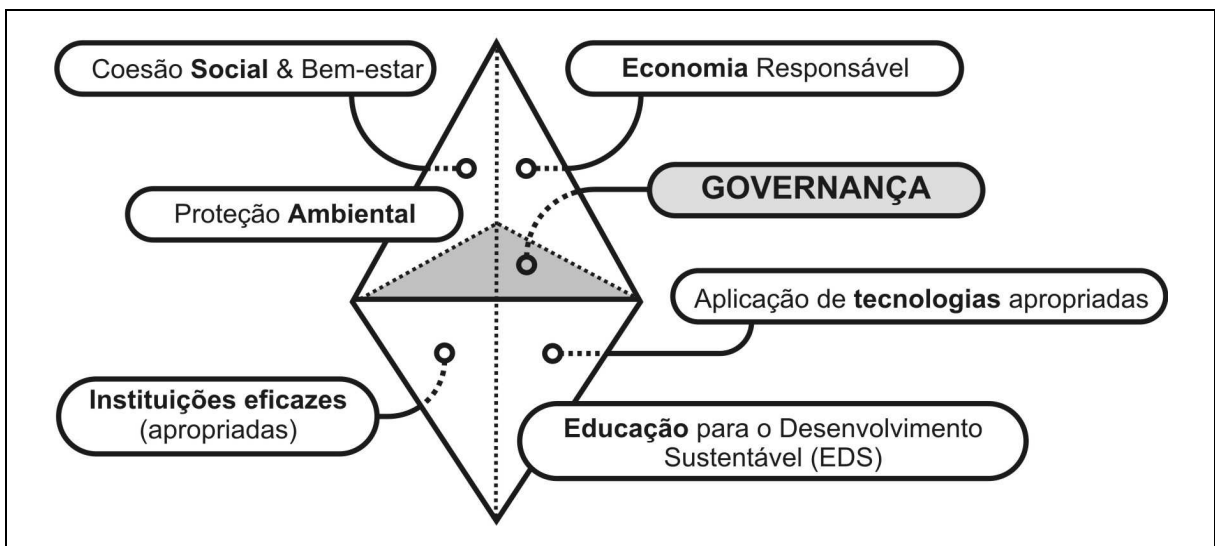 Coesão Social & Bem-estar
Economia Responsável
GOVERNANÇA
Proteção Ambiental
Aplicação de tecnologias apropriadas
Instituições eficazes
(apropriadas)
Educação para o Desenvolvimento
Sustentável (EDS)